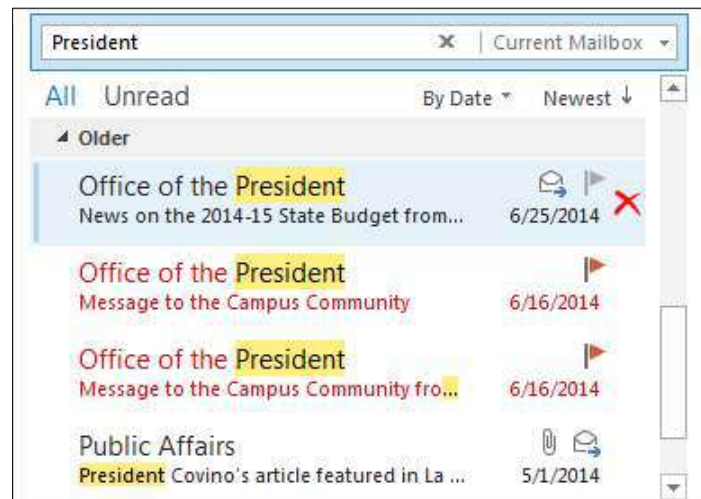 President Current Mailbox
All Unread By Date Newest
Older
Office of the President
News on the 2014-15 State Budget from... 6/25/2014
Office of the President
Message to the Campus Community 6/16/2014
Office of the President
Message to the Campus Community fro... 6/16/2014
Public Affairs
President Covino's article featured in La ... 5/1/2014